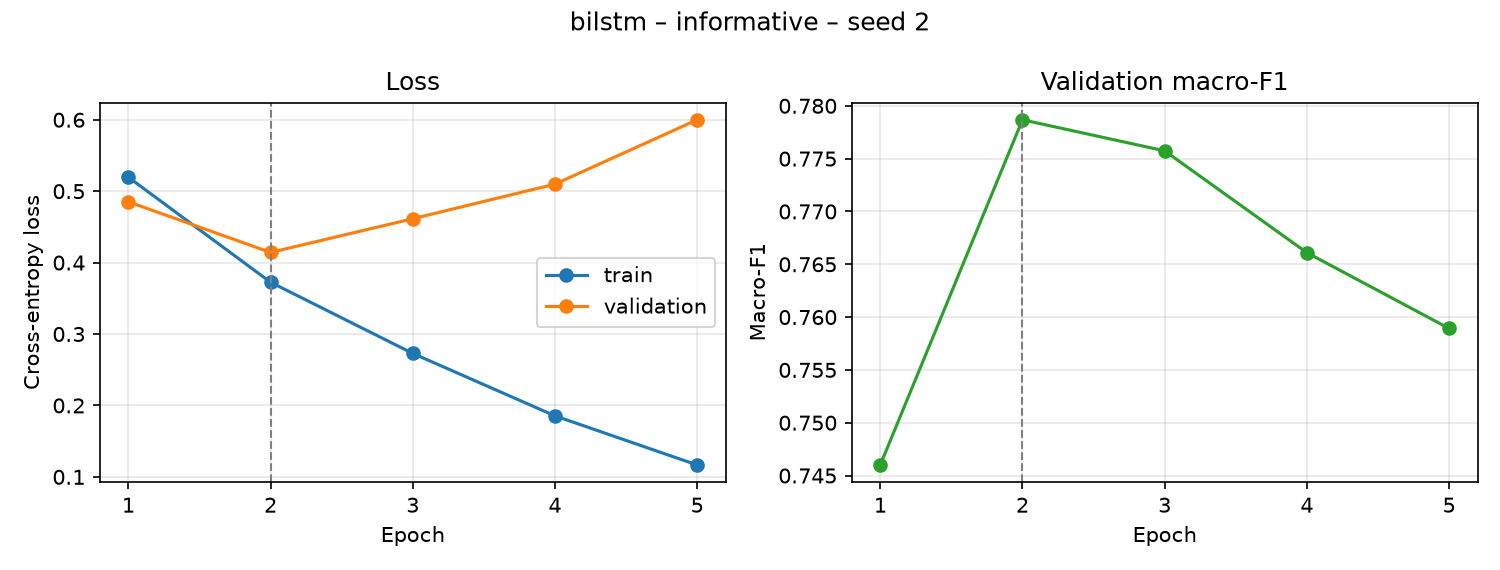 bilstm – informative – seed 2
Loss
Cross-entropy loss
0.6
0.5
0.4
0.3
0.2
0.1
train
validation
1 2 3 4 5
Epoch
Validation macro-F1
Macro-F1
0.780
0.775
0.770
0.765
0.760
0.755
0.750
0.745
1 2 3 4 5
Epoch